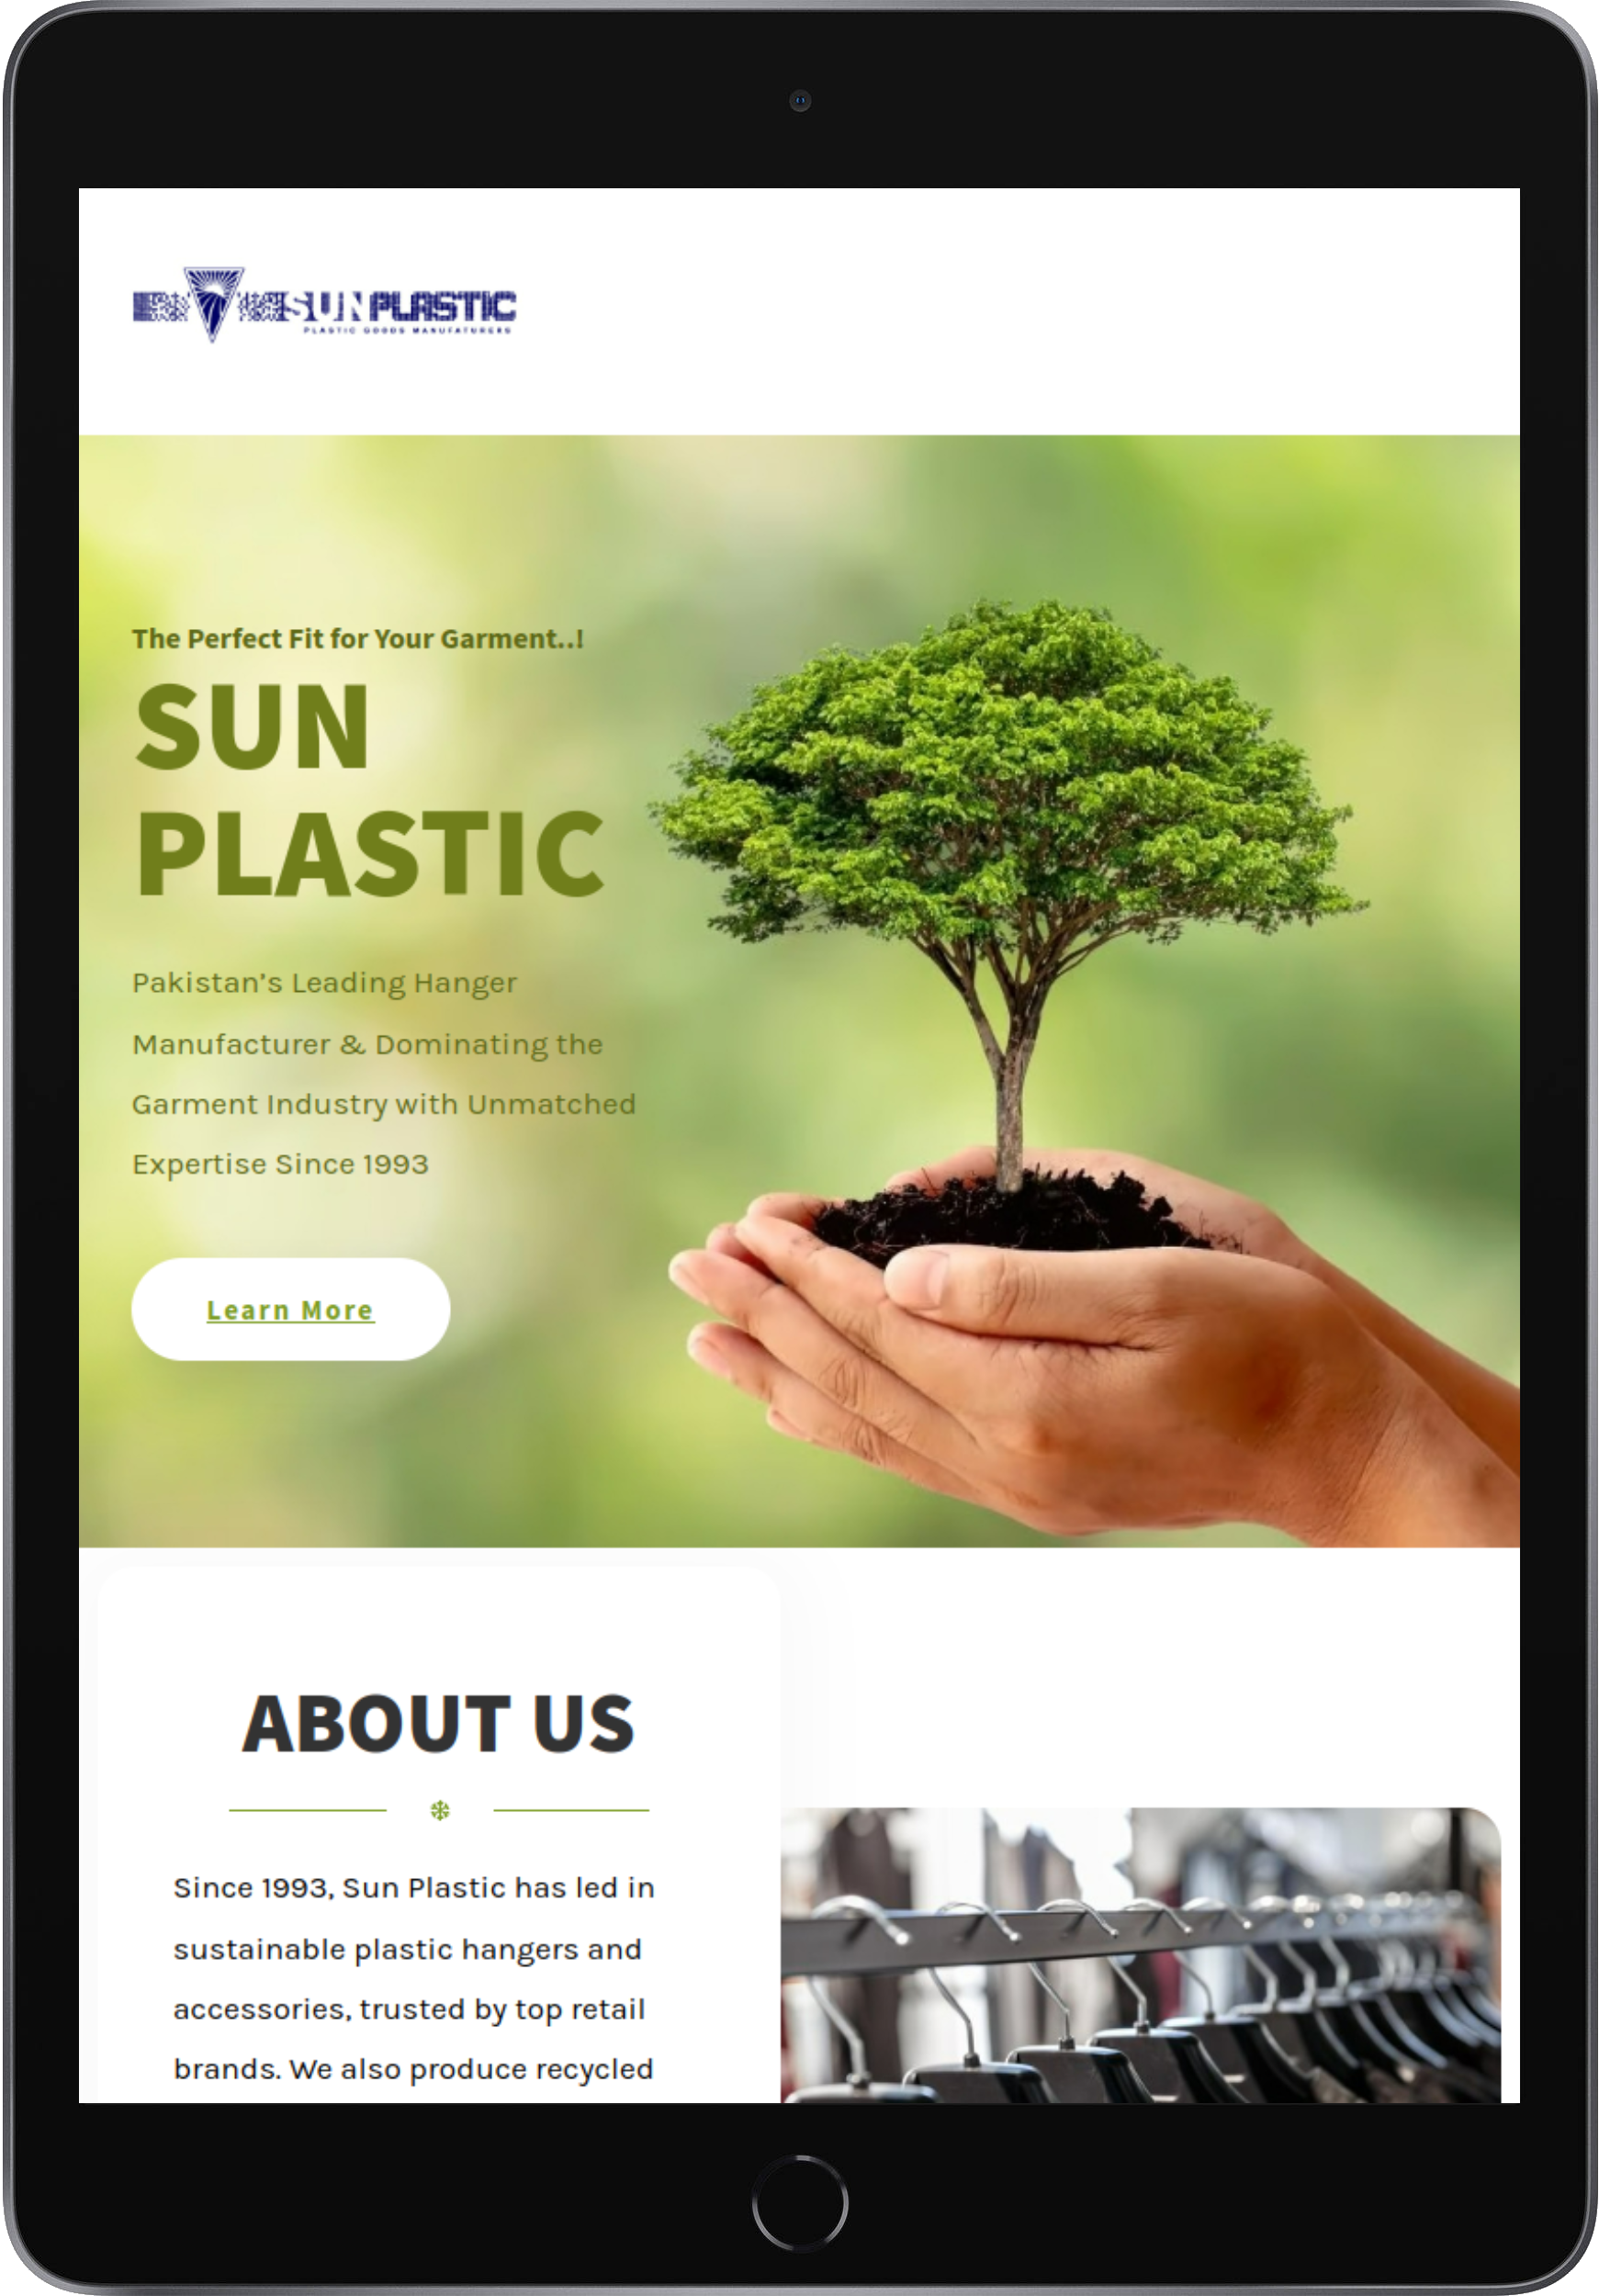 SUN PLASTIC
PLASTIC GOODS MANUFATURERS
The Perfect Fit for Your Garment..!
SUN
PLASTIC
Pakistan’s Leading Hanger
Manufacturer & Dominating the
Garment Industry with Unmatched
Expertise Since 1993
Learn More
ABOUT US
Since 1993, Sun Plastic has led in
sustainable plastic hangers and
accessories, trusted by top retail
brands. We also produce recycled